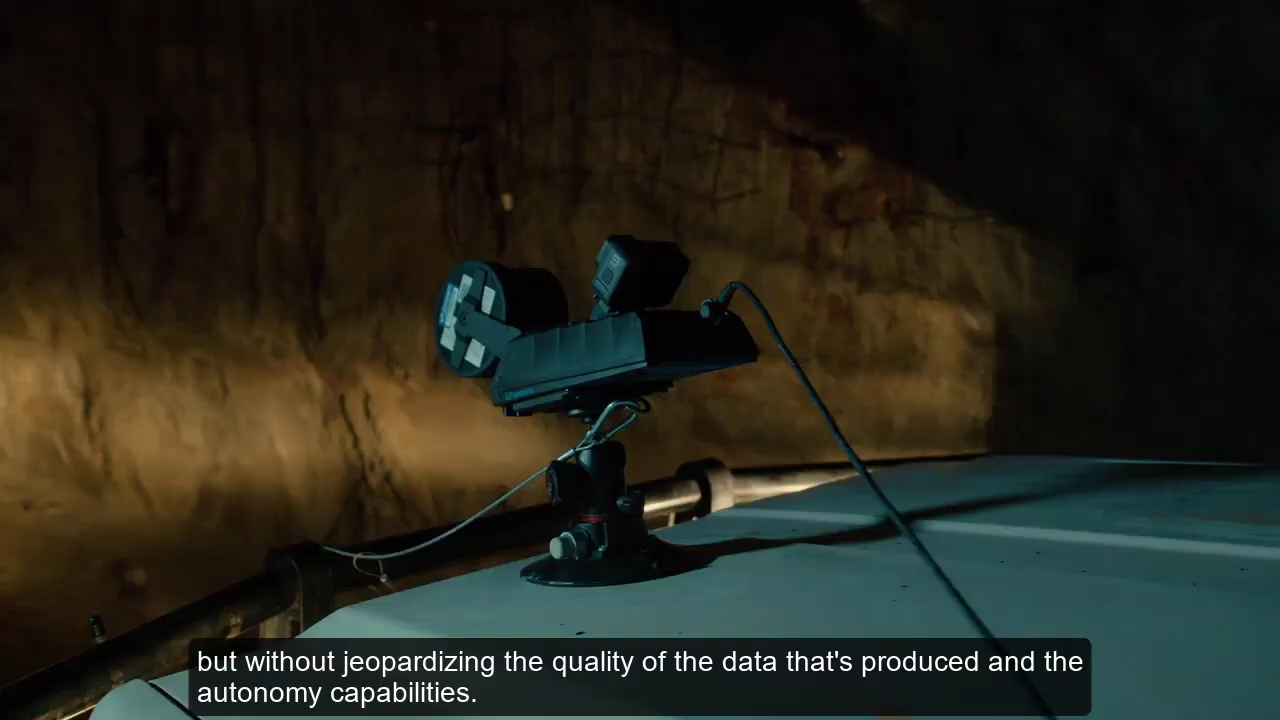 but without jeopardizing the quality of the data that's produced and the
autonomy capabilities.